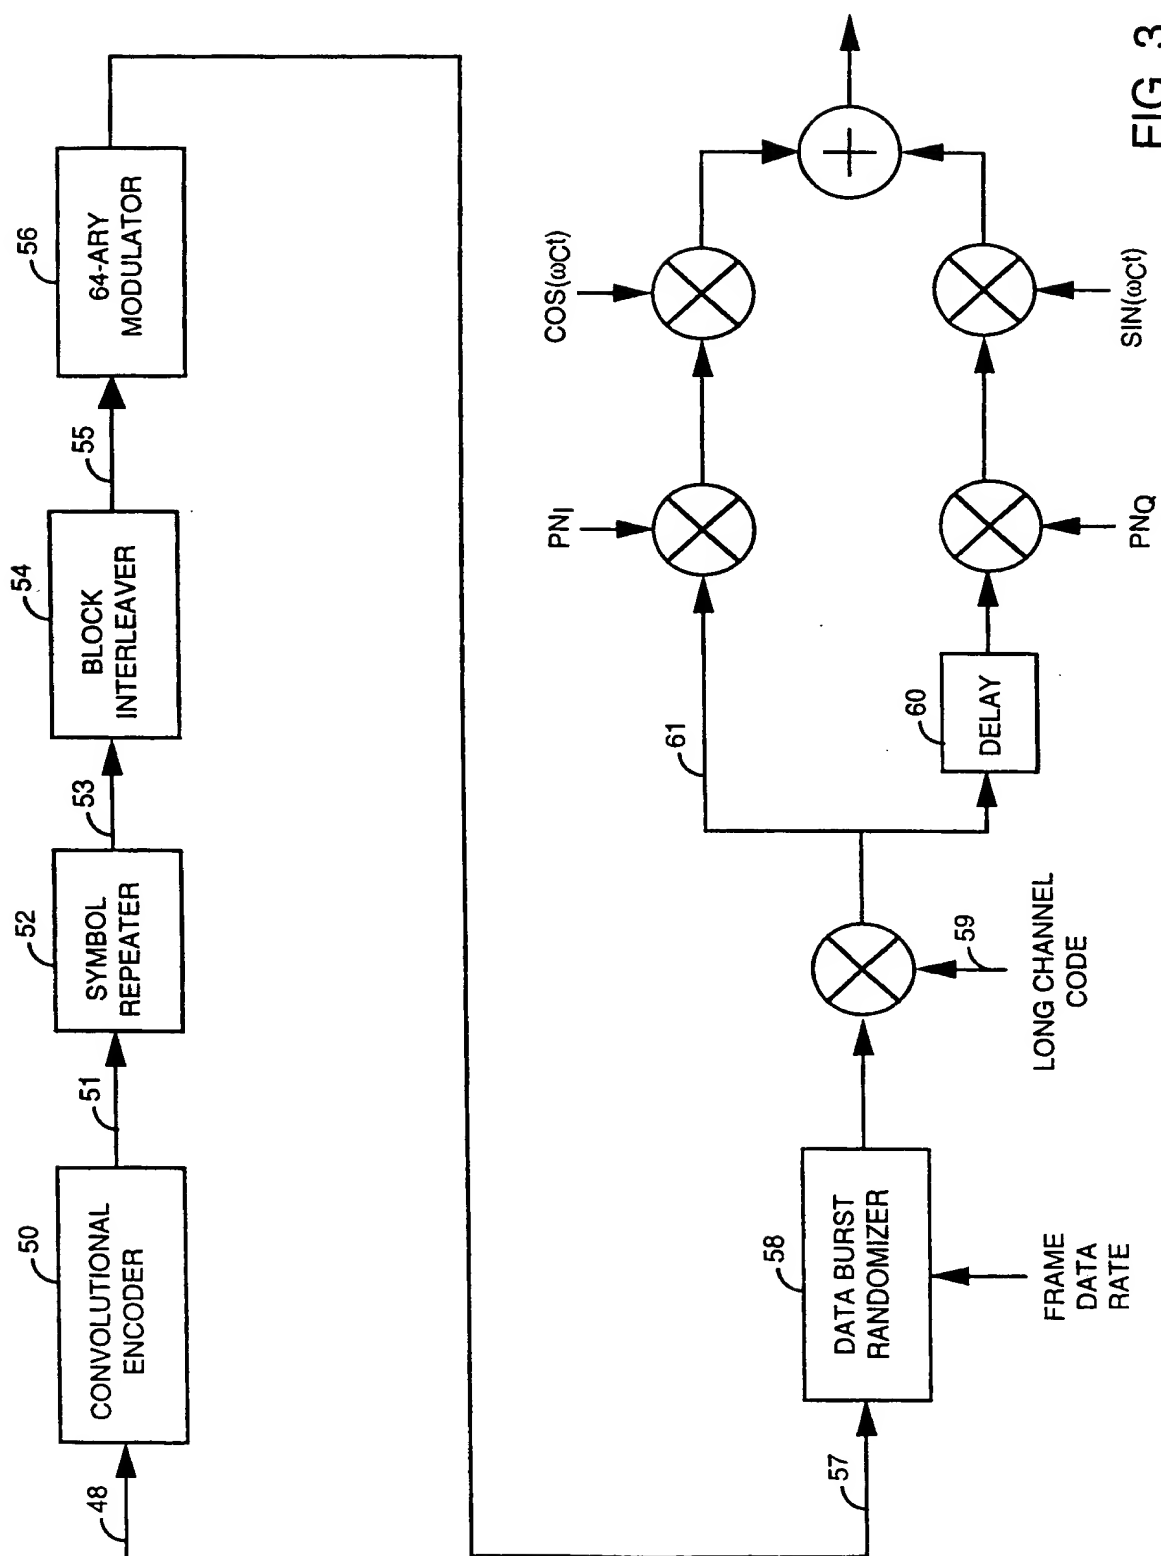 48
50
CONVOLUTIONAL
ENCODER
51
52
SYMBOL
REPEATER
53
54
BLOCK
INTERLEAVER
55
56
64-ARY
MODULATOR
57
58
DATA BURST
RANDOMIZER
FRAME
DATA
RATE
59
LONG CHANNEL
CODE
61
60
DELAY
PNI
PNQ
COS(ωCt)
SIN(ωCt)
FIG. 3